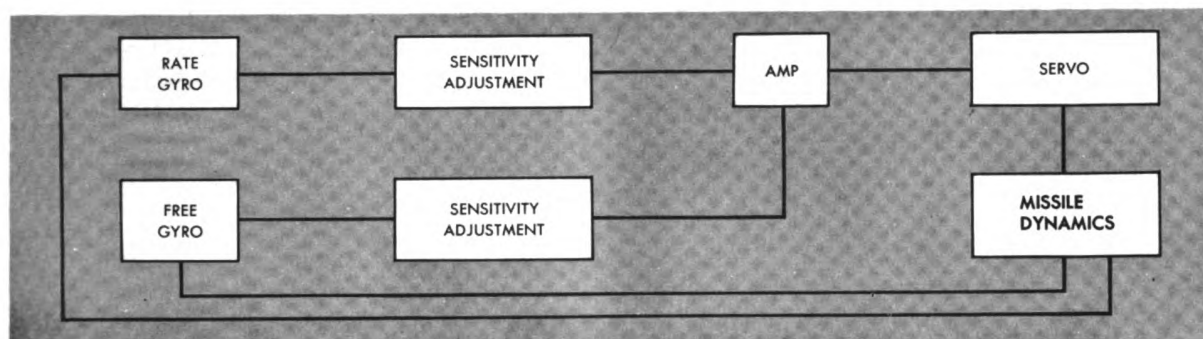 RATE
GYRO
SENSITIVITY
ADJUSTMENT
AMP
SERVO
FREE
GYRO
SENSITIVITY
ADJUSTMENT
MISSILE
DYNAMICS